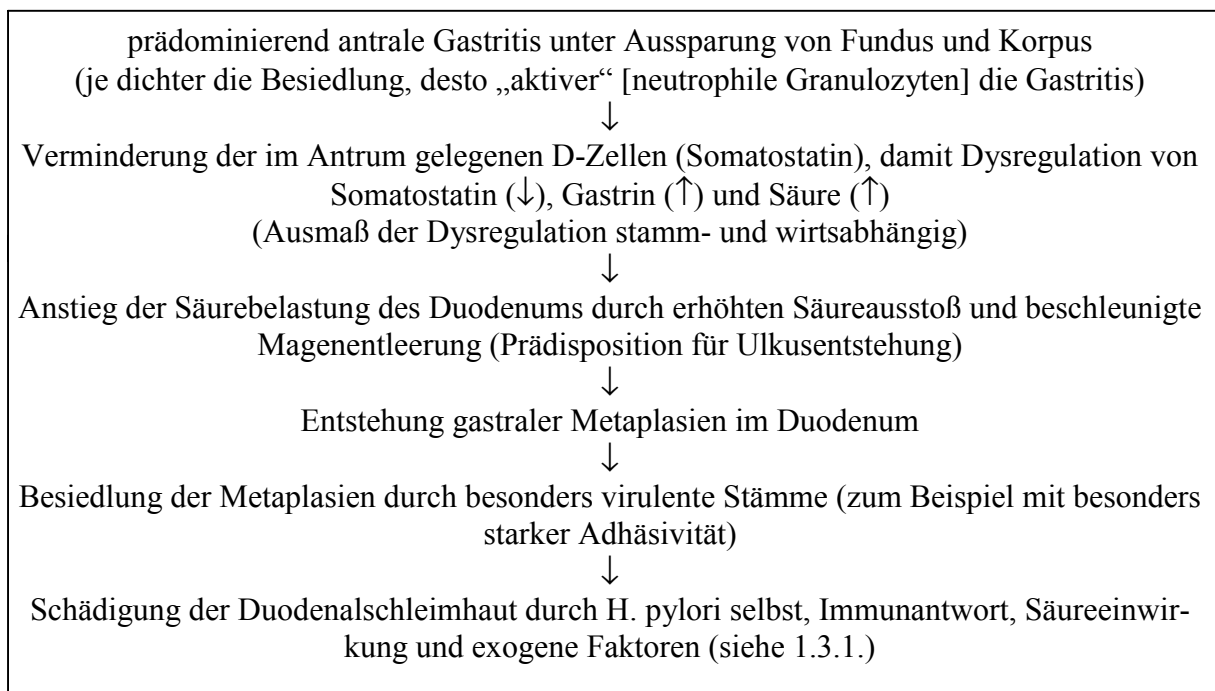 prädominierend antrale Gastritis unter Aussparung von Fundus und Korpus
(je dichter die Besiedlung, desto „aktiver“ [neutrophile Granulozyten] die Gastritis)
↓
Verminderung der im Antrum gelegenen D-Zellen (Somatostatin), damit Dysregulation von
Somatostatin (↓), Gastrin (↑) und Säure (↑)
(Ausmaß der Dysregulation stamm- und wirtsabhängig)
↓
Anstieg der Säurebelastung des Duodenums durch erhöhten Säureausstoß und beschleunigte
Magenentleerung (Prädisposition für Ulkusentstehung)
↓
Entstehung gastraler Metaplasien im Duodenum
↓
Besiedlung der Metaplasien durch besonders virulente Stämme (zum Beispiel mit besonders
starker Adhäsivität)
↓
Schädigung der Duodenalschleimhaut durch H. pylori selbst, Immunantwort, Säureeinwir-
kung und exogene Faktoren (siehe 1.3.1.)